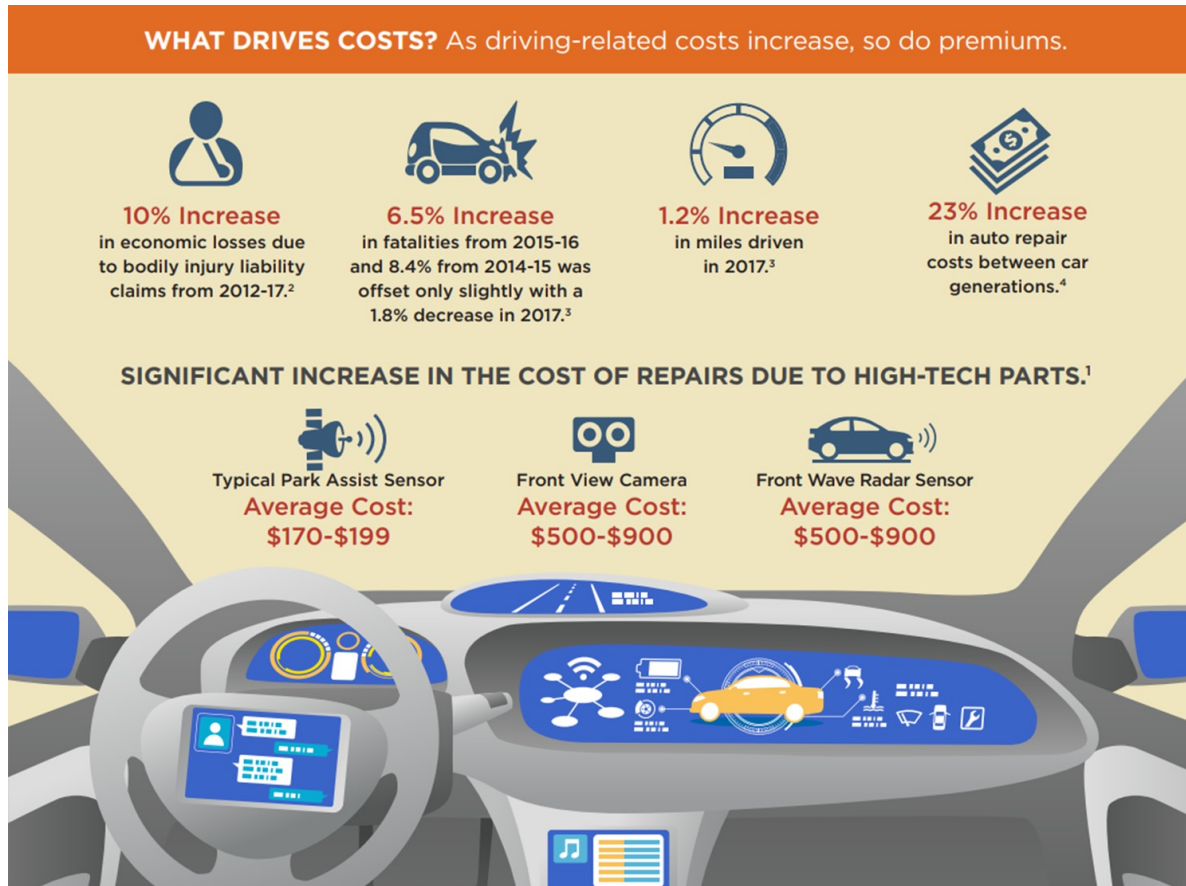 WHAT DRIVES COSTS? As driving-related costs increase, so do premiums.
10% Increase
in economic losses due
to bodily injury liability
claims from 2012-17.²
6.5% Increase
in fatalities from 2015-16
and 8.4% from 2014-15 was
offset only slightly with a
1.8% decrease in 2017.³
1.2% Increase
in miles driven
in 2017.³
23% Increase
in auto repair
costs between car
generations.⁴
SIGNIFICANT INCREASE IN THE COST OF REPAIRS DUE TO HIGH-TECH PARTS.¹
Typical Park Assist Sensor
Average Cost:
$170-$199
Front View Camera
Average Cost:
$500-$900
Front Wave Radar Sensor
Average Cost:
$500-$900